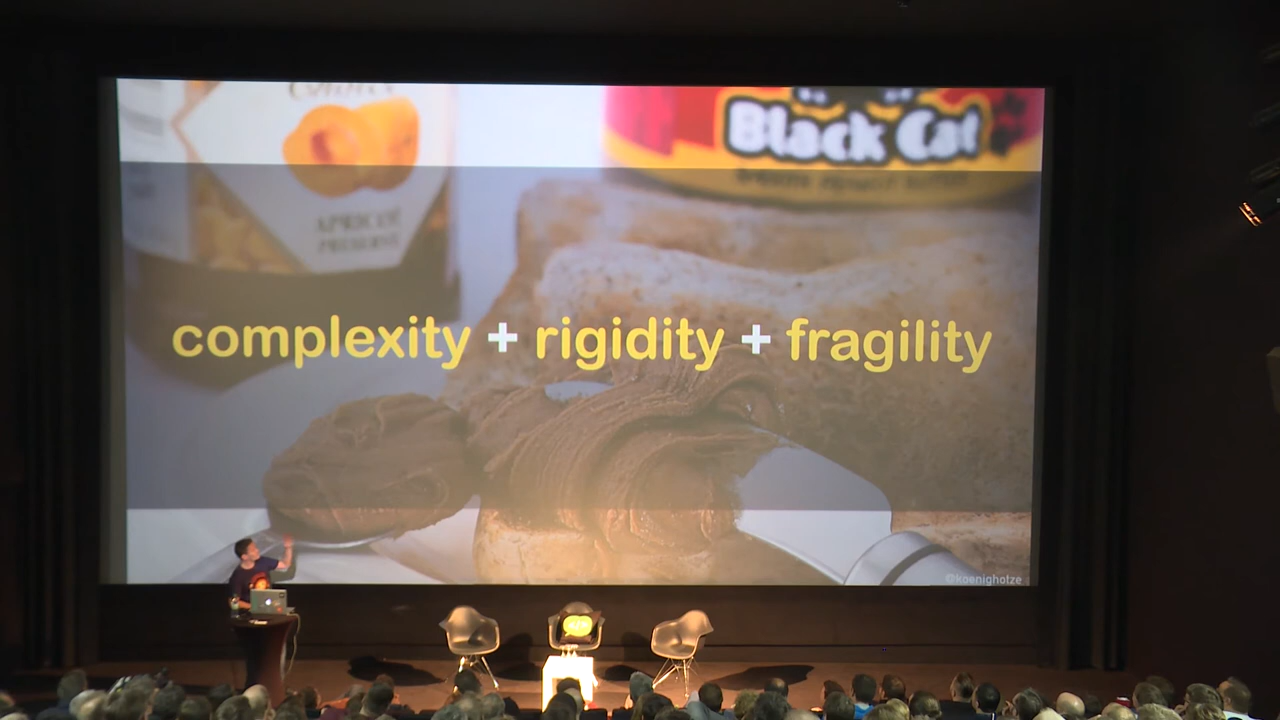 Black Cat
APRICOT
PRESERVE
complexity + rigidity + fragility
@koenighotze